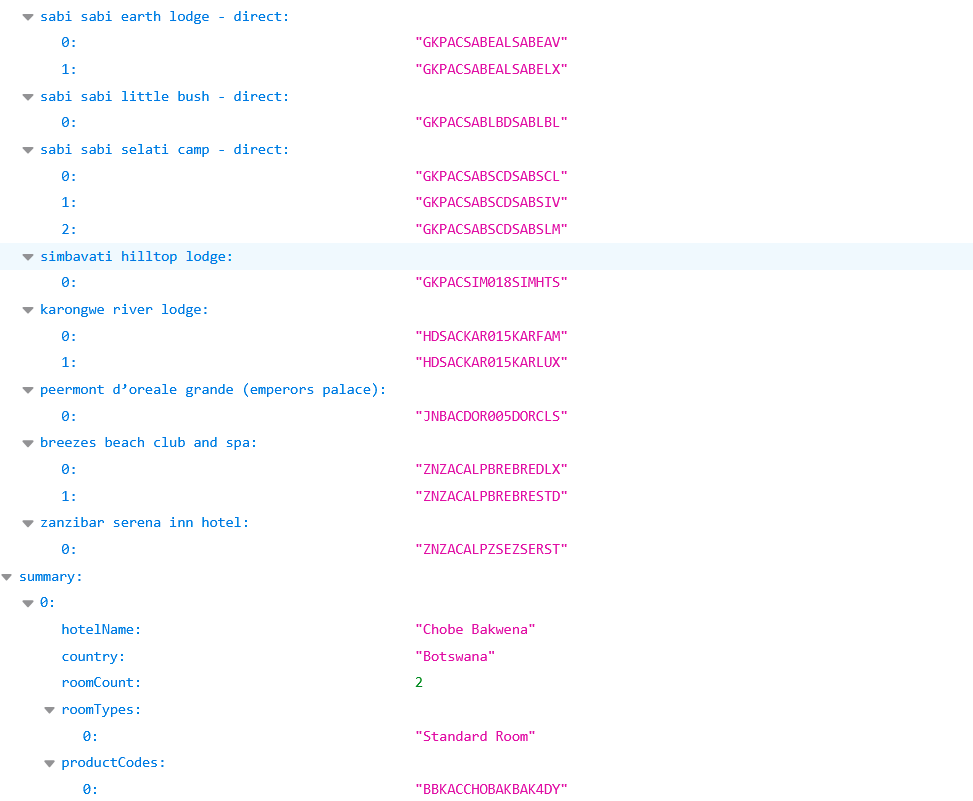 sabi sabi earth lodge - direct:
0: "GKPACSABEALSABEAV"
1: "GKPACSABEALSABELX"
sabi sabi little bush - direct:
0: "GKPACSABLBDSABLBL"
sabi sabi selati camp - direct:
0: "GKPACSABSCDSABSCL"
1: "GKPACSABSCDSABSIV"
2: "GKPACSABSCDSABSLM"
simbavati hilltop lodge:
0: "GKPACSIM018SIMHTS"
karongwe river lodge:
0: "HDSACKAR015KARFAM"
1: "HDSACKAR015KARLUX"
peermont d’oreale grande (emperors palace):
0: "JNBACDOR005DORCLS"
breezes beach club and spa:
0: "ZNZACALPBREBREDLX"
1: "ZNZACALPBREBRESTD"
zanzibar serena inn hotel:
0: "ZNZACALPZSEZSERST"
summary:
0:
hotelName: "Chobe Bakwena"
country: "Botswana"
roomCount: 2
roomTypes:
0: "Standard Room"
productCodes:
0: "BBKACCHOBAKBAK4DY"